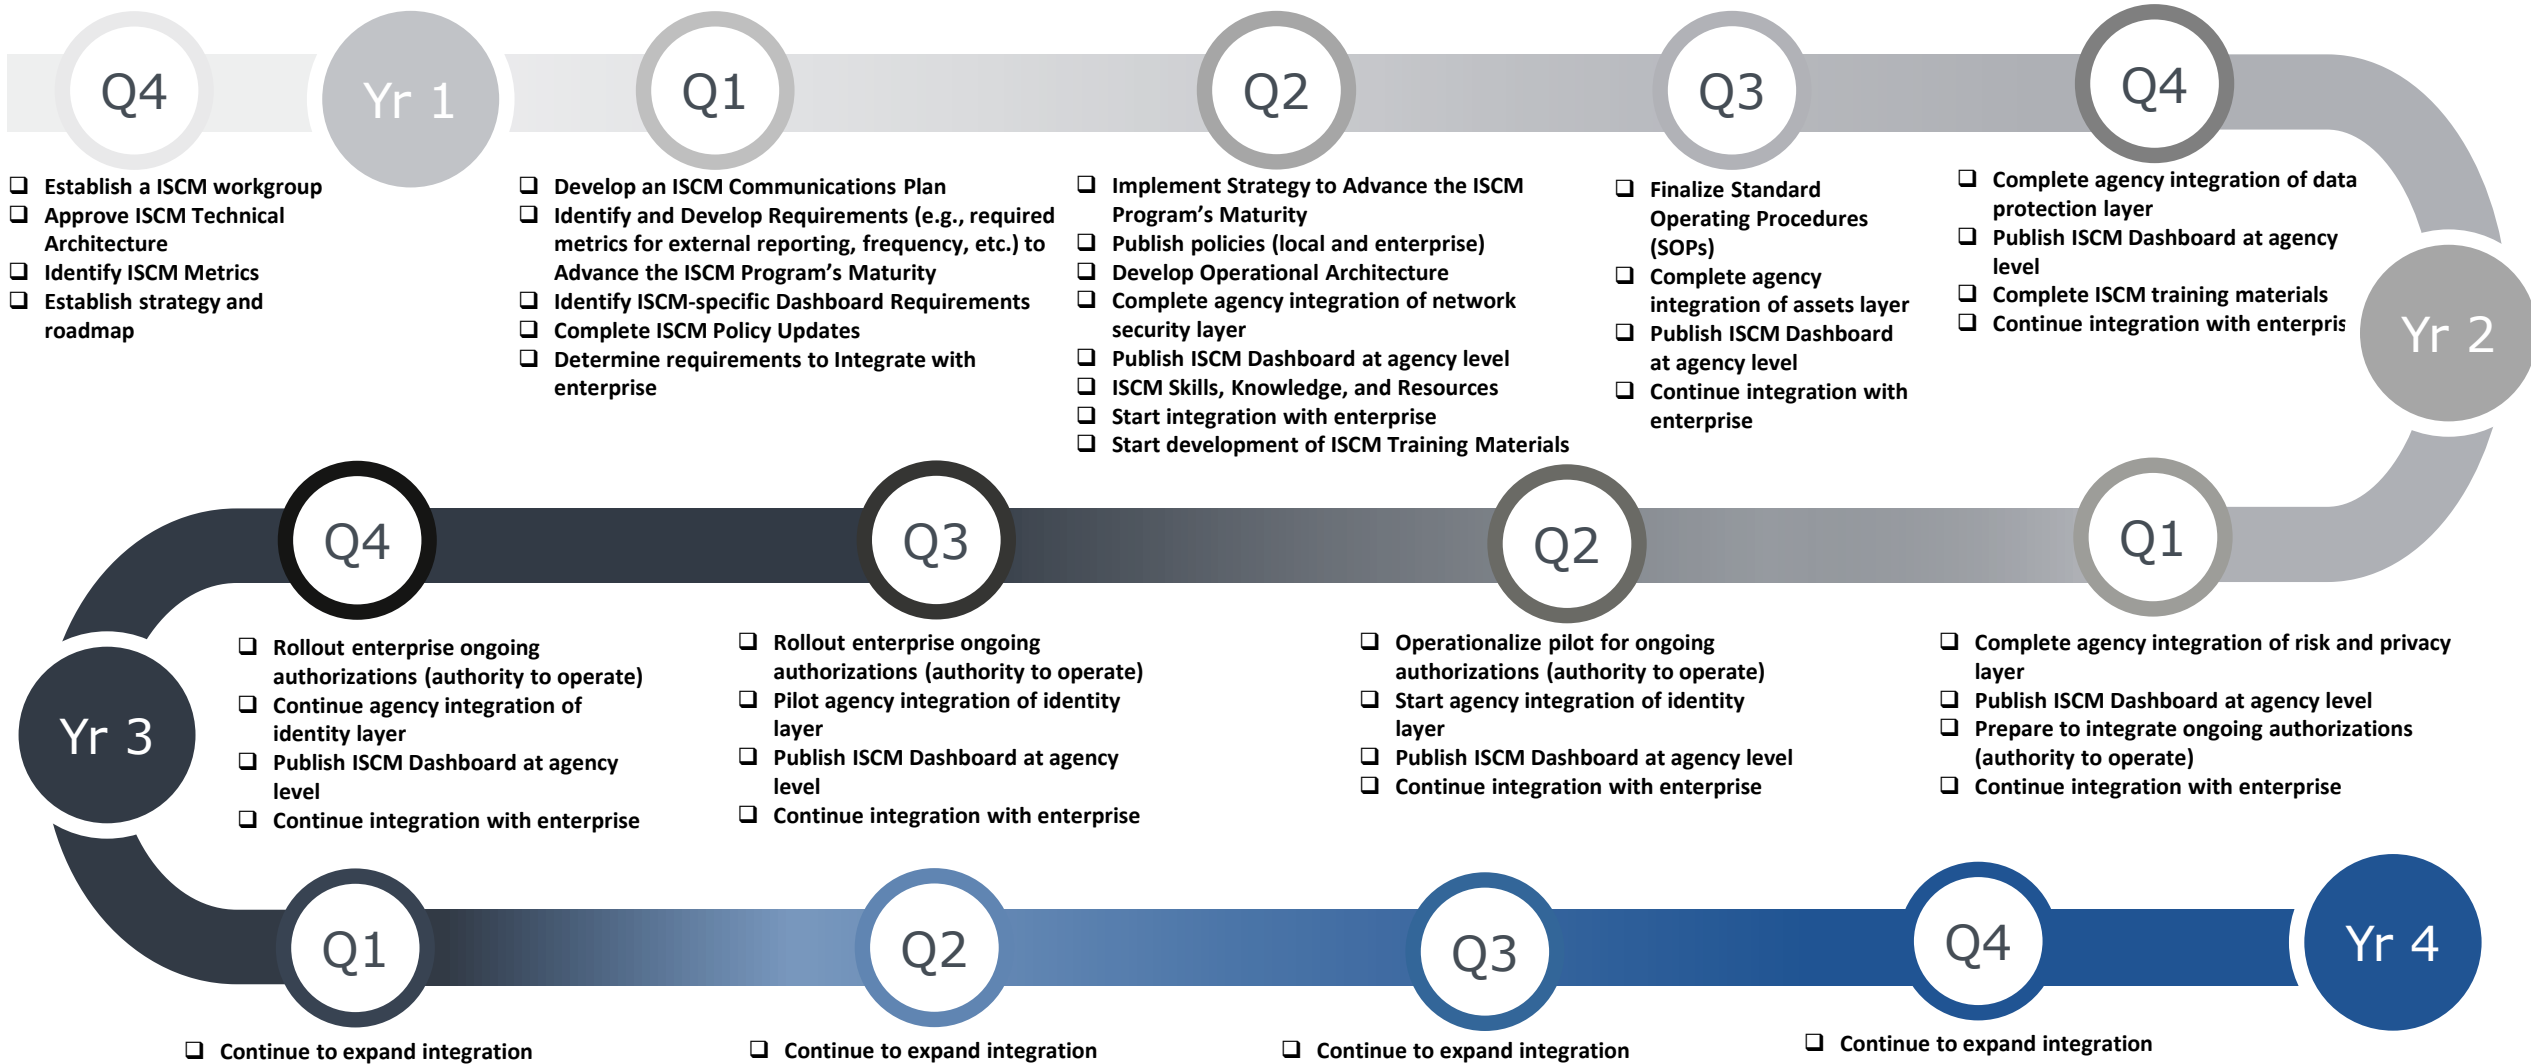 Q4
Yr 1
Q1
Q2
Q3
Q4
❑ Establish a ISCM workgroup
❑ Approve ISCM Technical
Architecture
❑ Identify ISCM Metrics
❑ Establish strategy and
roadmap
❑ Develop an ISCM Communications Plan
❑ Identify and Develop Requirements (e.g., required
metrics for external reporting, frequency, etc.) to
Advance the ISCM Program’s Maturity
❑ Identify ISCM-specific Dashboard Requirements
❑ Complete ISCM Policy Updates
❑ Determine requirements to Integrate with
enterprise
❑ Implement Strategy to Advance the ISCM
Program’s Maturity
❑ Publish policies (local and enterprise)
❑ Develop Operational Architecture
❑ Complete agency integration of network
security layer
❑ Publish ISCM Dashboard at agency level
❑ ISCM Skills, Knowledge, and Resources
❑ Start integration with enterprise
❑ Start development of ISCM Training Materials
❑ Finalize Standard
Operating Procedures
(SOPs)
❑ Complete agency
integration of assets layer
❑ Publish ISCM Dashboard
at agency level
❑ Continue integration with
enterprise
❑ Complete agency integration of data
protection layer
❑ Publish ISCM Dashboard at agency
level
❑ Complete ISCM training materials
❑ Continue integration with enterpris
Yr 2
Q4
Q3
Q2
Q1
Yr 3
❑ Rollout enterprise ongoing
authorizations (authority to operate)
❑ Continue agency integration of
identity layer
❑ Publish ISCM Dashboard at agency
level
❑ Continue integration with enterprise
❑ Rollout enterprise ongoing
authorizations (authority to operate)
❑ Pilot agency integration of identity
layer
❑ Publish ISCM Dashboard at agency
level
❑ Continue integration with enterprise
❑ Operationalize pilot for ongoing
authorizations (authority to operate)
❑ Start agency integration of identity
layer
❑ Publish ISCM Dashboard at agency level
❑ Continue integration with enterprise
❑ Complete agency integration of risk and privacy
layer
❑ Publish ISCM Dashboard at agency level
❑ Prepare to integrate ongoing authorizations
(authority to operate)
❑ Continue integration with enterprise
Q1
Q2
Q3
Q4
Yr 4
❑ Continue to expand integration
❑ Continue to expand integration
❑ Continue to expand integration
❑ Continue to expand integration